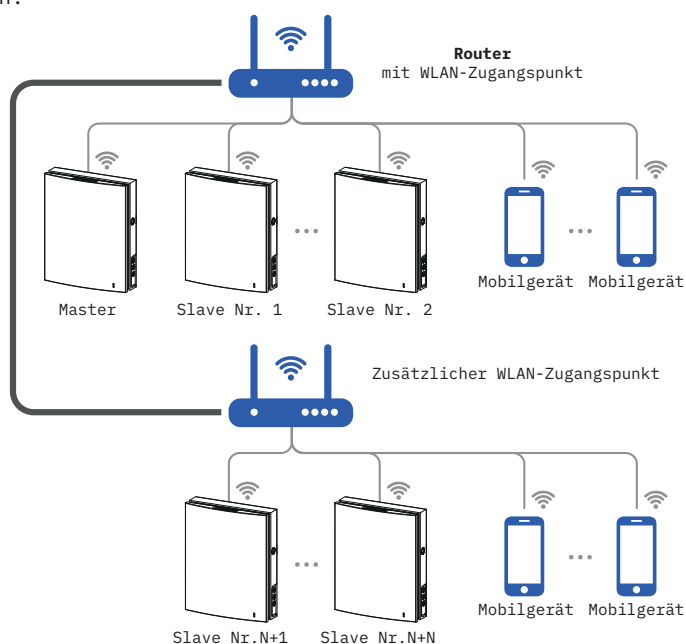 Router
mit WLAN-Zugangspunkt
Mobilgerät Mobilgerät
Master Slave Nr. 1 Slave Nr. 2
Zusätzlicher WLAN-Zugangspunkt
Mobilgerät Mobilgerät
Slave Nr.N+1 Slave Nr.N+N